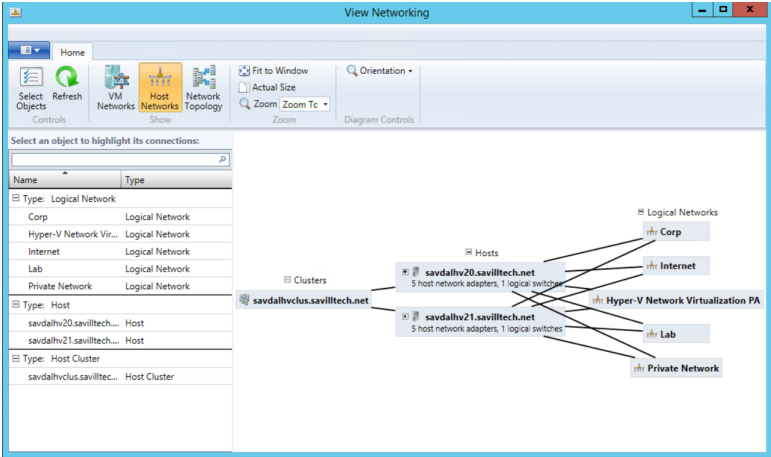 View Networking
Home
Select Objects
Refresh
VM Networks
Host Networks
Network Topology
Fit to Window
Actual Size
Zoom Zoom Tc
Orientation
Controls
Show
Zoom
Diagram Controls
Select an object to highlight its connections:
Name Type
Type: Logical Network
Corp Logical Network
Hyper-V Network Vir... Logical Network
Internet Logical Network
Lab Logical Network
Private Network Logical Network
Type: Host
savdalhv20.savilltech.... Host
savdalhv21.savilltech.... Host
Type: Host Cluster
savdalhvclus.savilltec... Host Cluster
Clusters
savdalhvclus.savilltech.net
Hosts
savdalhv20.savilltech.net
5 host network adapters, 1 logical switches
savdalhv21.savilltech.net
5 host network adapters, 1 logical switches
Logical Networks
Corp
Internet
Hyper-V Network Virtualization PA
Lab
Private Network